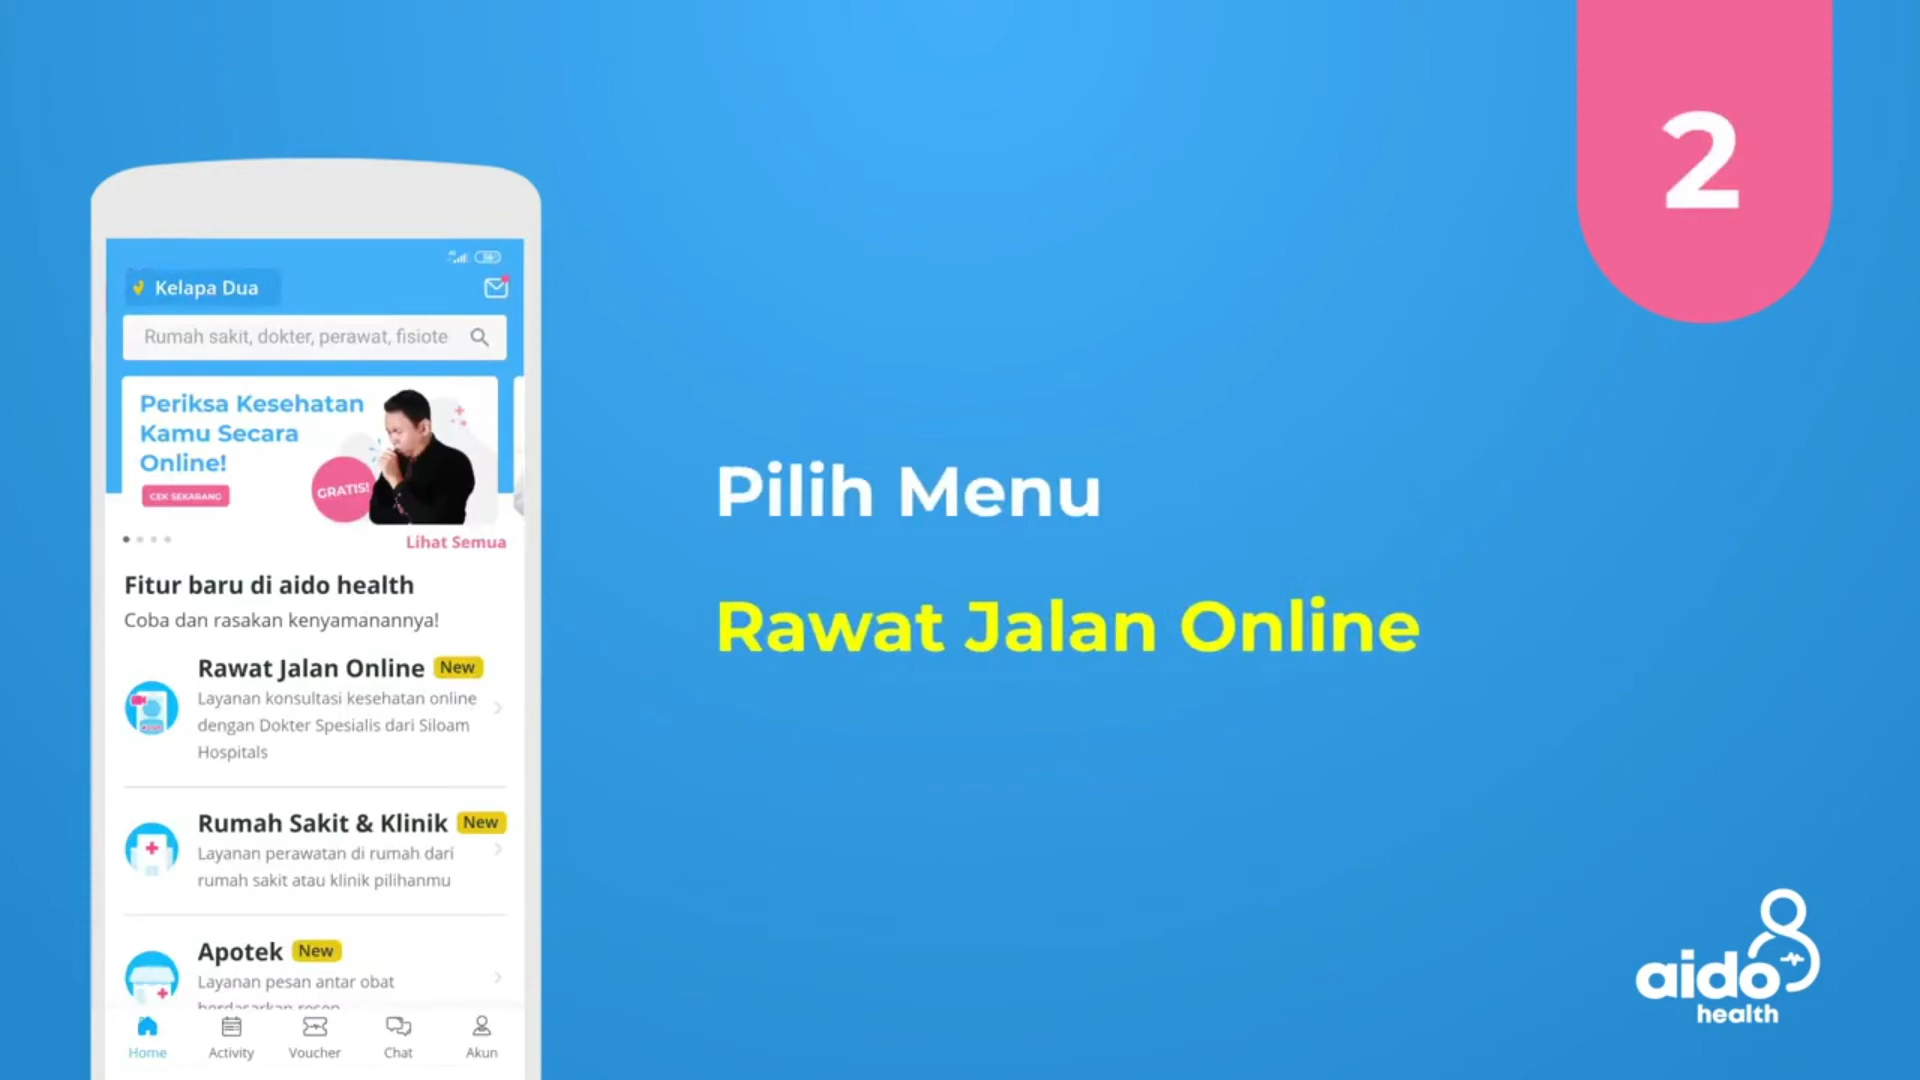 2
Kelapa Dua
Rumah sakit, dokter, perawat, fisiote
Periksa Kesehatan
Kamu Secara
Online!
CEK SEKARANG
GRATIS!
Lihat Semua
Fitur baru di aido health
Coba dan rasakan kenyamanannya!
Rawat Jalan Online New
Layanan konsultasi kesehatan online
dengan Dokter Spesialis dari Siloam
Hospitals
Rumah Sakit & Klinik New
Layanan perawatan di rumah dari
rumah sakit atau klinik pilihanmu
Apotek New
Layanan pesan antar obat
berdasarkan resep
Home Activity Voucher Chat Akun
Pilih Menu
Rawat Jalan Online
aido
health